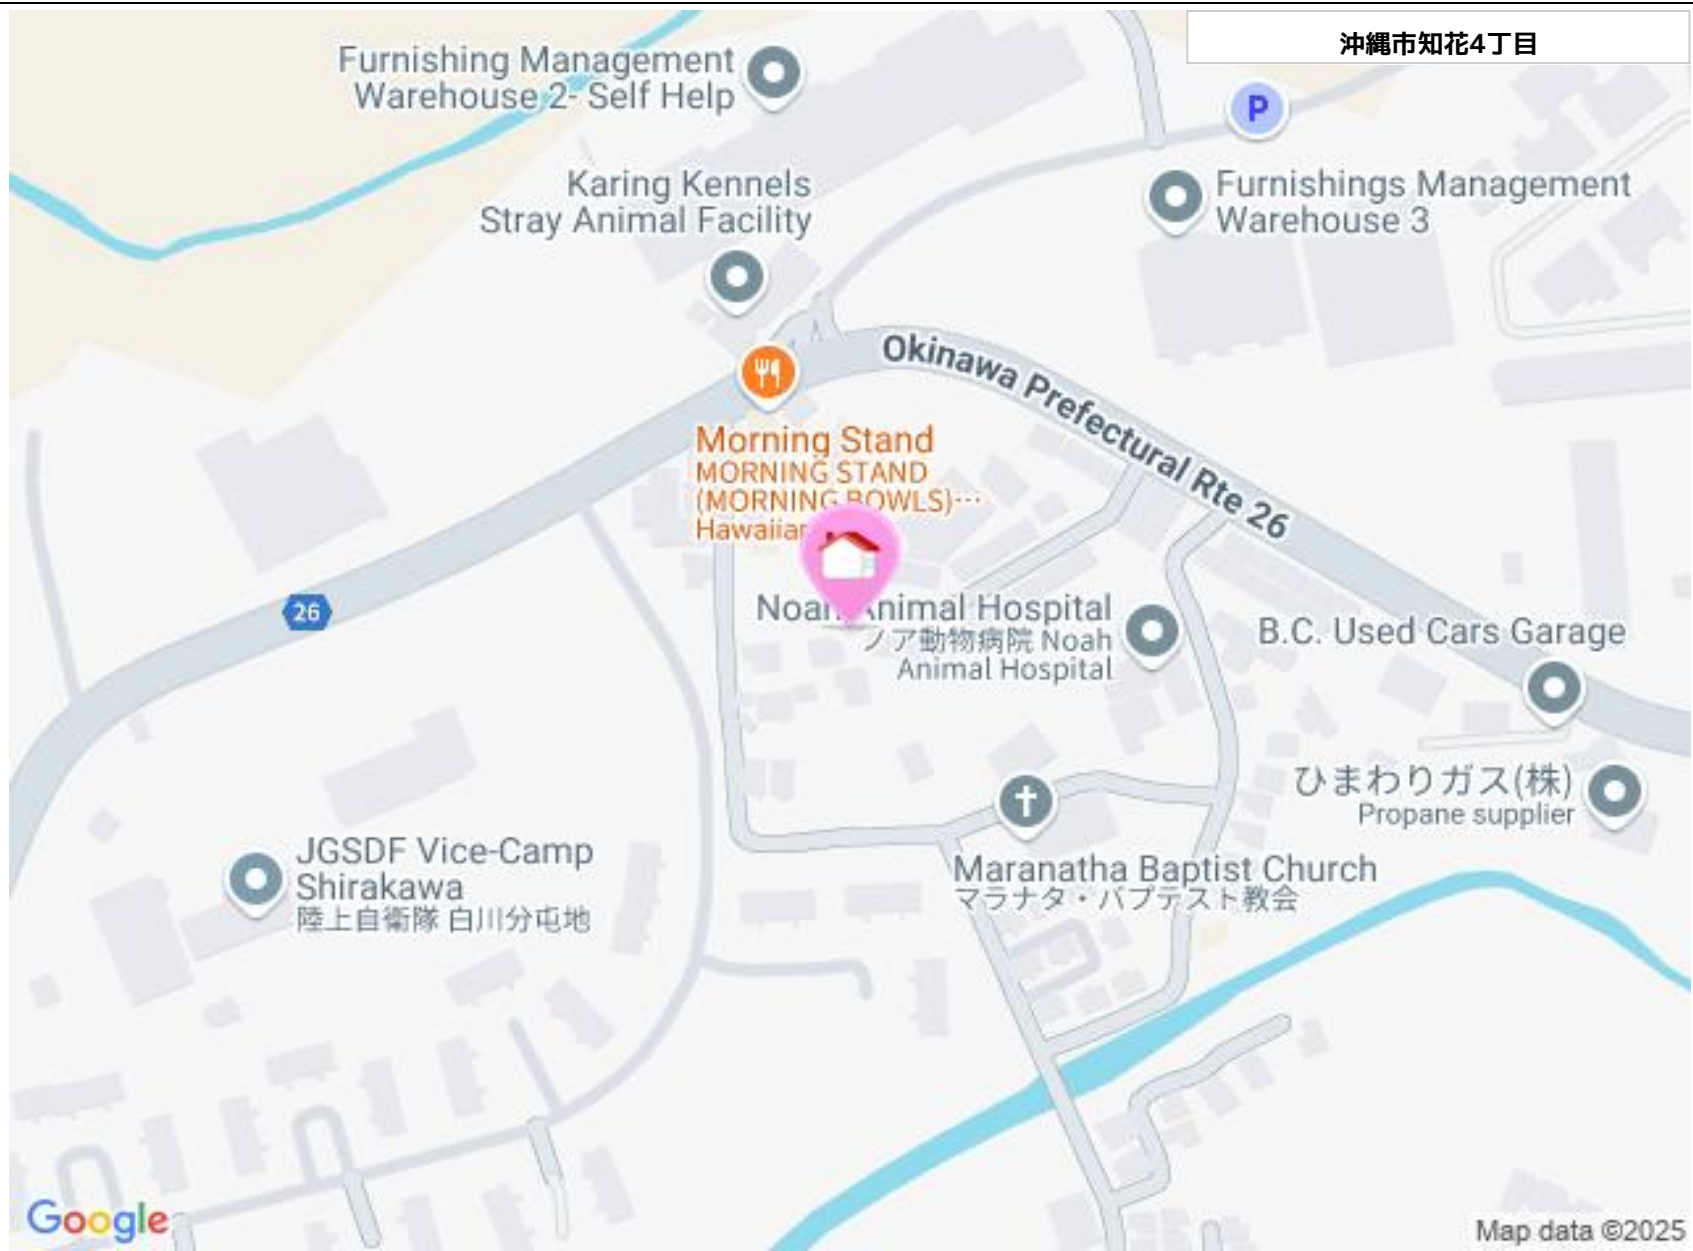 沖縄市知花4丁目
Furnishing Management
Warehouse 2- Self Help
P
Karing Kennels
Stray Animal Facility
Furnishings Management
Warehouse 3
Okinawa Prefectural Rte 26
Morning Stand
MORNING STAND
(MORNING BOWLS)…
Hawaiian
26
Noah Animal Hospital
ノア動物病院 Noah
Animal Hospital
B.C. Used Cars Garage
ひまわりガス(株)
Propane supplier
JGSDF Vice-Camp
Shirakawa
陸上自衛隊 白川分屯地
Maranatha Baptist Church
マラナタ・バプテスト教会
Google
Map data ©2025